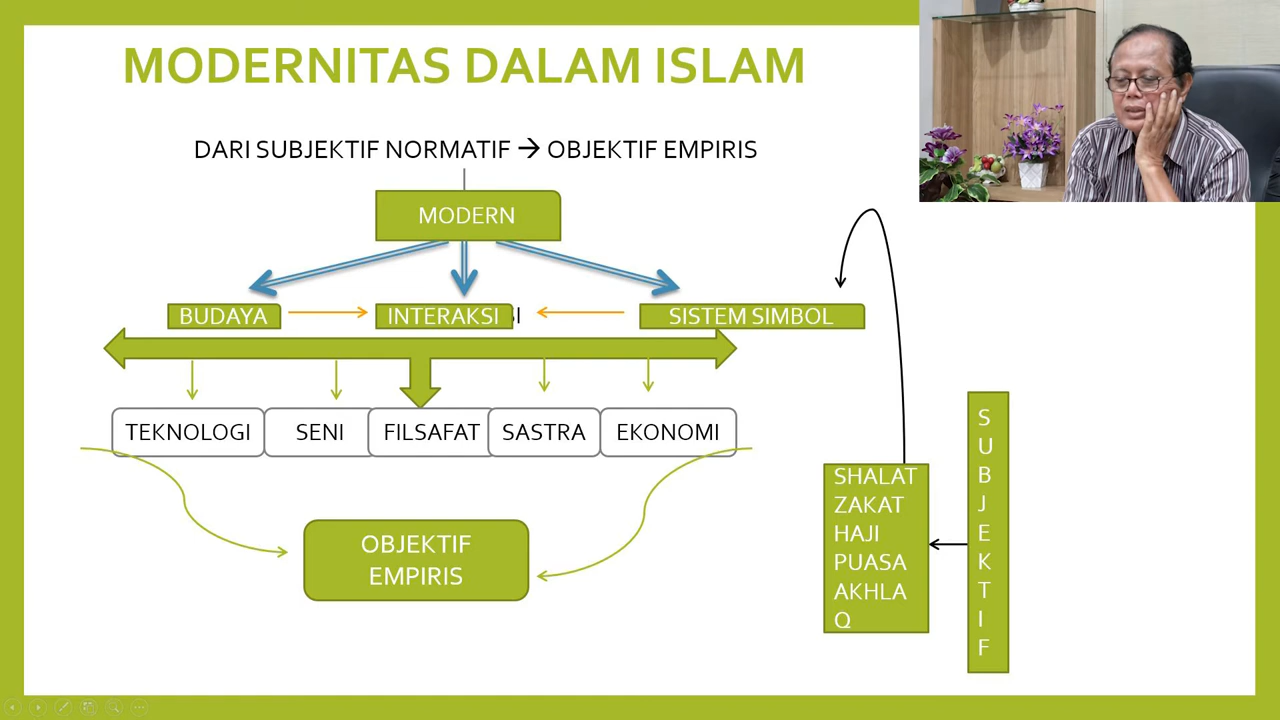 MODERNITAS DALAM ISLAM
DARI SUBJEKTIF NORMATIF → OBJEKTIF EMPIRIS
MODERN
BUDAYA
INTERAKSI
SI
SISTEM SIMBOL
TEKNOLOGI
SENI
FILSAFAT
SASTRA
EKONOMI
OBJEKTIF
EMPIRIS
SHALAT
ZAKAT
HAJI
PUASA
AKHLA
Q
S
U
B
J
E
K
T
I
F